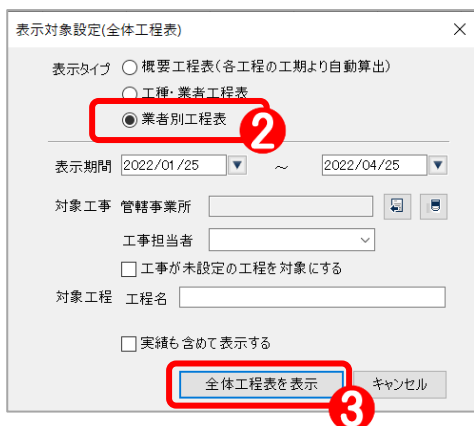 表示対象設定(全体工程表)
表示タイプ 概要工程表(各工程の工期より自動算出)
工種・業者工程表
業者別工程表
2
表示期間 2022/01/25 ～ 2022/04/25
対象工事 管轄事業所
工事担当者
工事が未設定の工程を対象にする
対象工程 工程名
実績も含めて表示する
全体工程表を表示 キャンセル
3